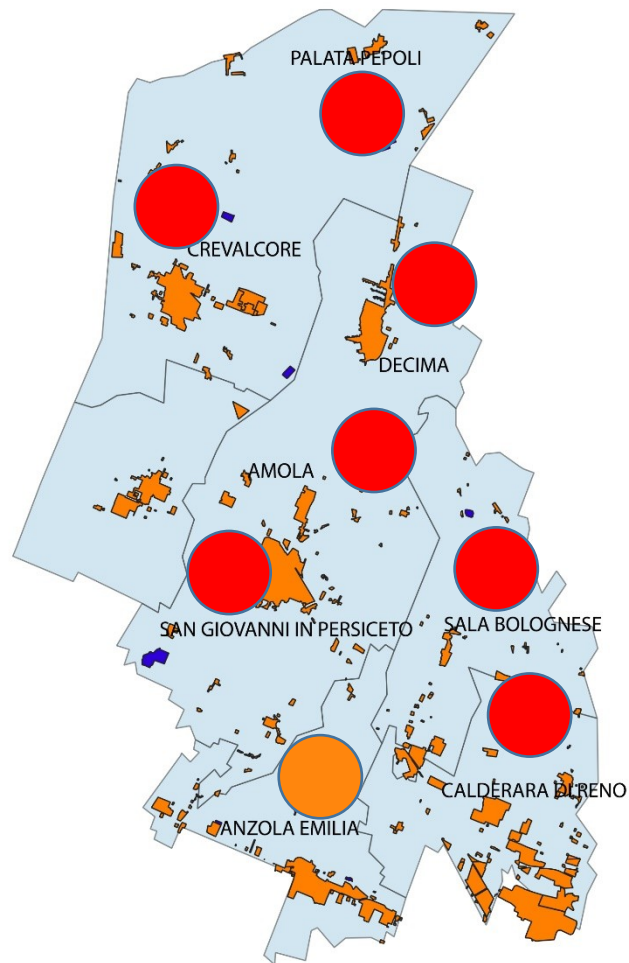 PALATA PEPOLI
CREVALCORE
DECIMA
AMOLA
SAN GIOVANNI IN PERSICETO
SALA BOLOGNESE
CALDERARA DI RENO
ANZOLA EMILIA